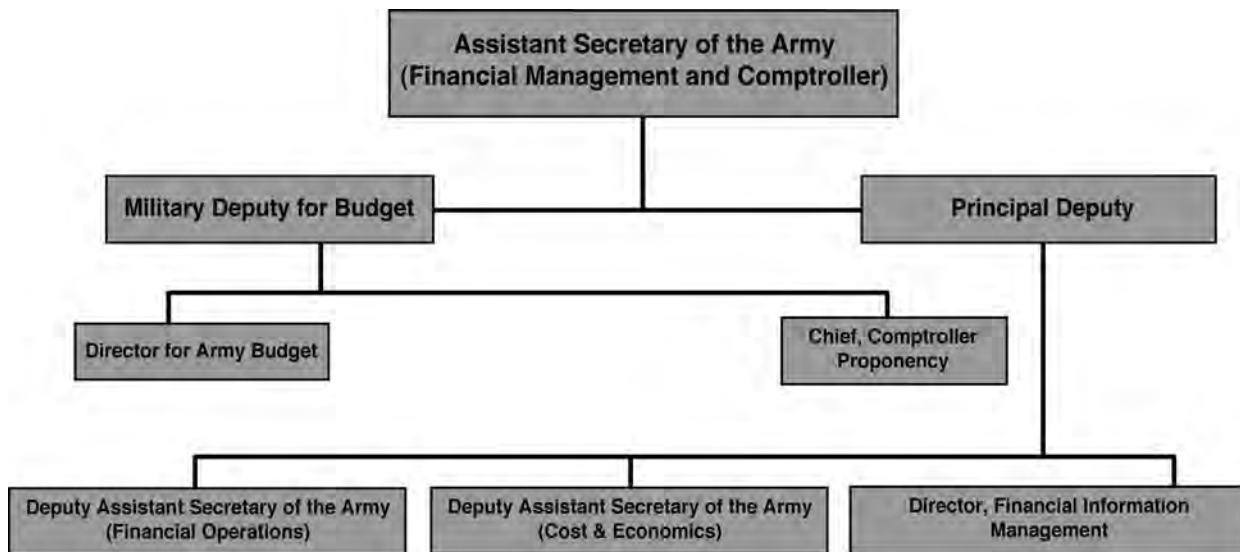 Assistant Secretary of the Army
(Financial Management and Comptroller)
Military Deputy for Budget
Principal Deputy
Director for Army Budget
Chief, Comptroller
Proponency
Deputy Assistant Secretary of the Army
(Financial Operations)
Deputy Assistant Secretary of the Army
(Cost & Economics)
Director, Financial Information
Management